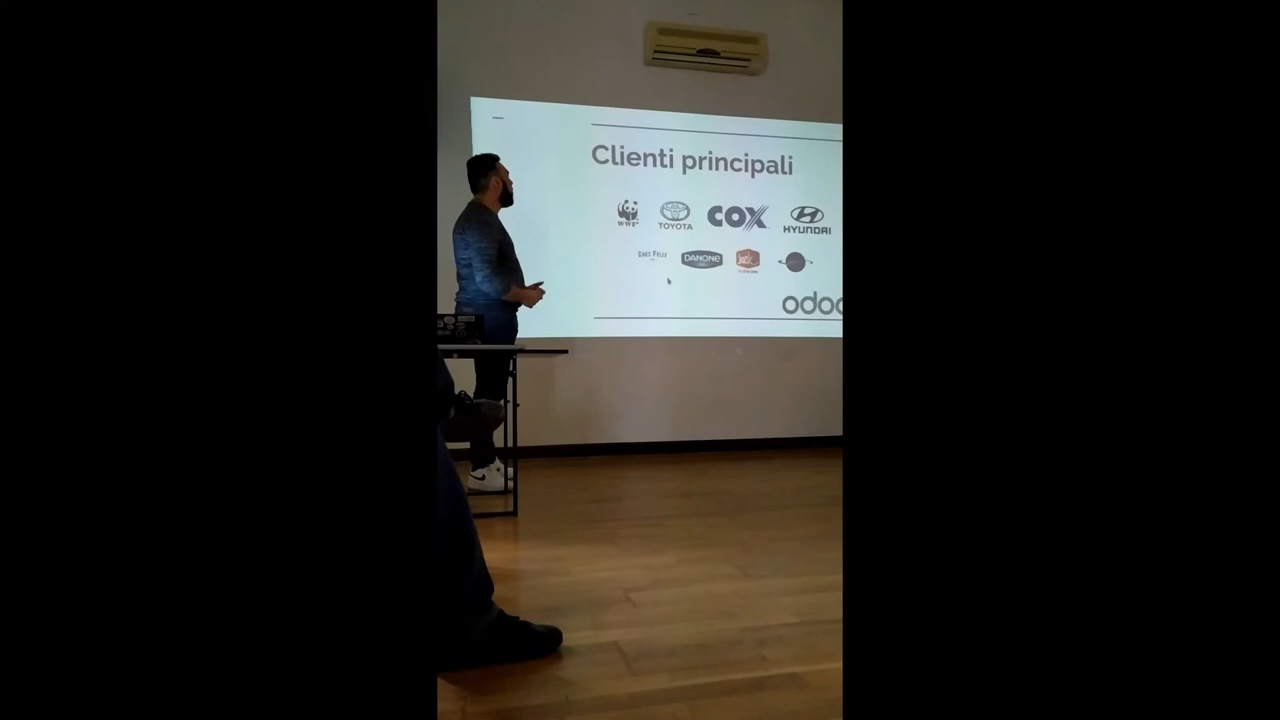 Clienti principali
WWF
TOYOTA
COX
HYUNDAI
DANONE
odoo